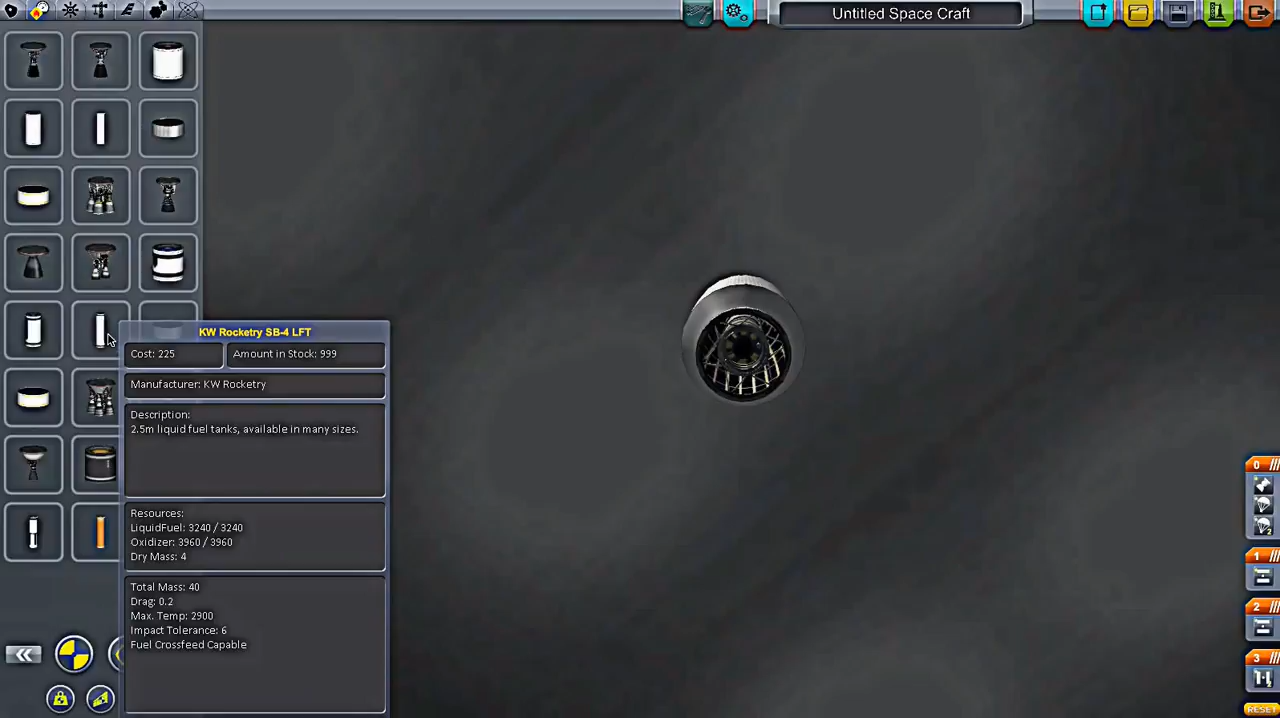 Untitled Space Craft
KW Rocketry SB-4 LFT
Cost: 225
Amount in Stock: 999
Manufacturer: KW Rocketry
Description:
2.5m liquid fuel tanks, available in many sizes.
Resources:
LiquidFuel: 3240 / 3240
Oxidizer: 3960 / 3960
Dry Mass: 4
Total Mass: 40
Drag: 0.2
Max. Temp: 2900
Impact Tolerance: 6
Fuel Crossfeed Capable
0
2
1
2
3
RESET